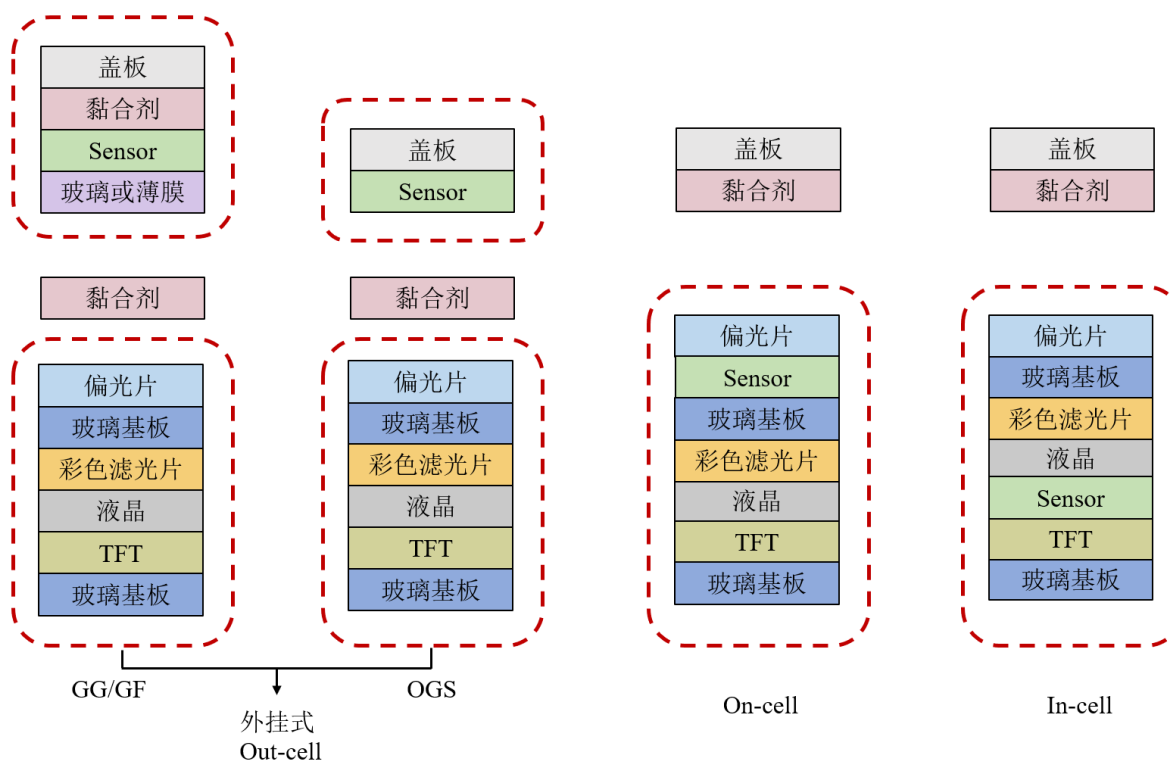 盖板
黏合剂
Sensor
玻璃或薄膜
黏合剂
偏光片
玻璃基板
彩色滤光片
液晶
TFT
玻璃基板
GG/GF
盖板
Sensor
黏合剂
偏光片
玻璃基板
彩色滤光片
液晶
TFT
玻璃基板
OGS
外挂式
Out-cell
盖板
黏合剂
偏光片
Sensor
玻璃基板
彩色滤光片
液晶
TFT
玻璃基板
On-cell
盖板
黏合剂
偏光片
玻璃基板
彩色滤光片
液晶
Sensor
TFT
玻璃基板
In-cell